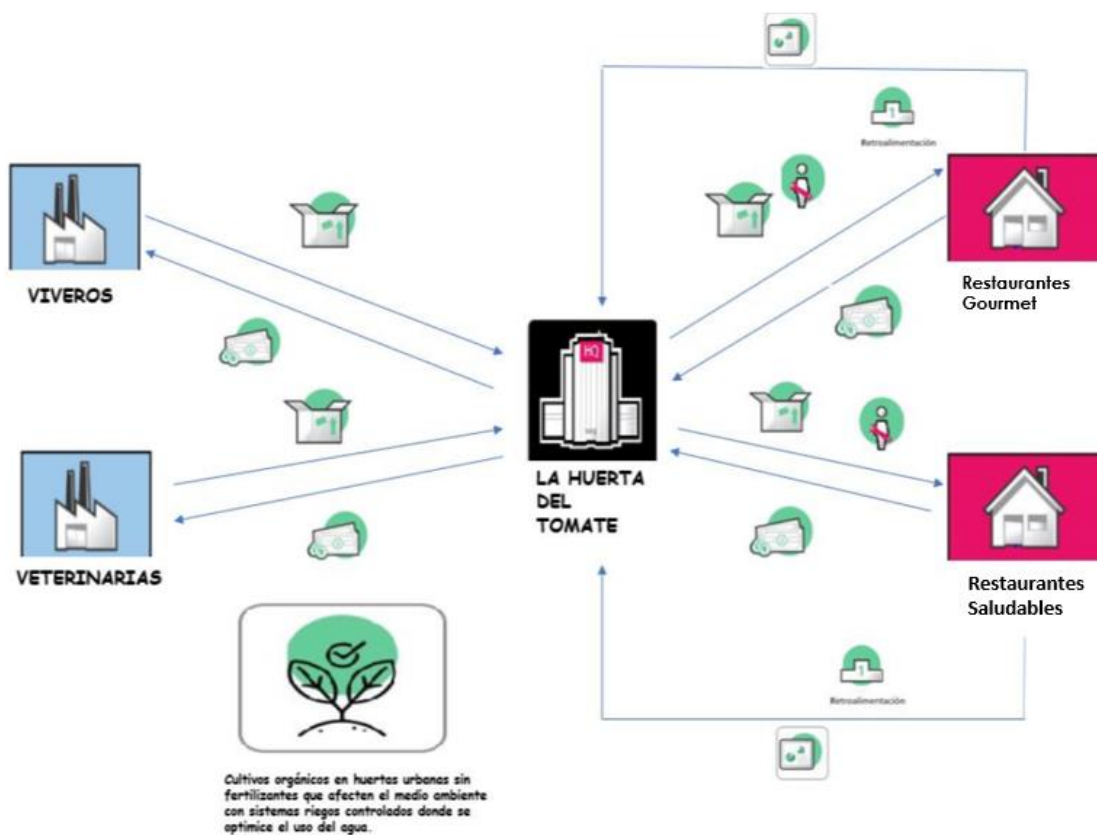 Retroalimentación
VIVEROS
Restaurantes
Gourmet
HQ
LA HUERTA
DEL
TOMATE
VETERINARIAS
Restaurantes
Saludables
Retroalimentación
Cultivos orgánicos en huertas urbanas sin
fertilizantes que afecten el medio ambiente
con sistemas riegos controlados donde se
optimice el uso del agua.